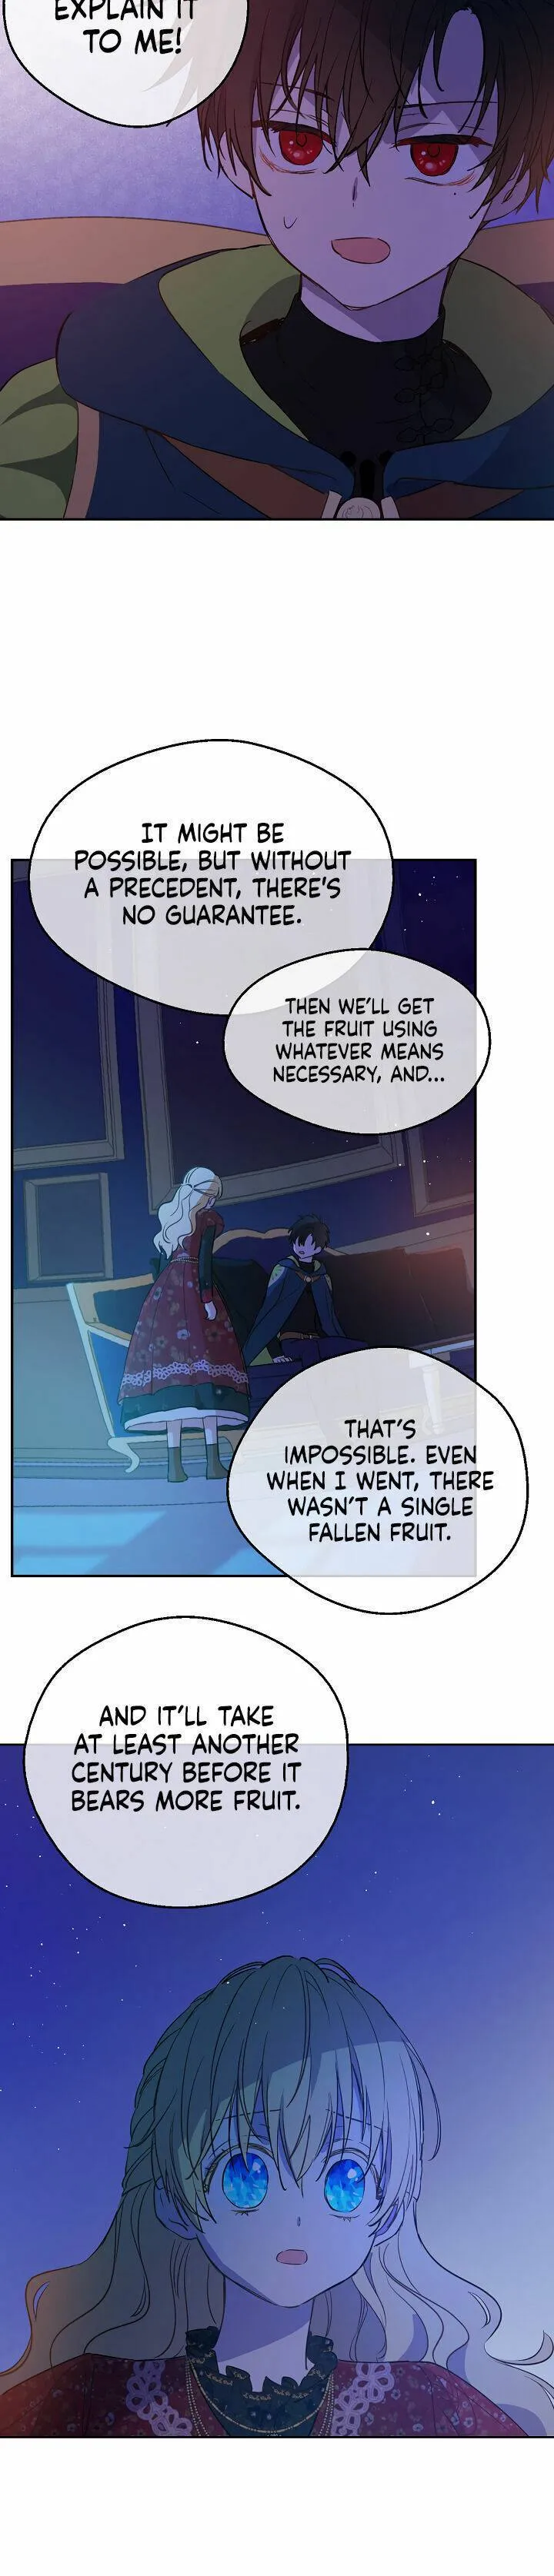 EXPLAIN IT
TO ME!
IT MIGHT BE
POSSIBLE, BUT WITHOUT
A PRECEDENT, THERE'S
NO GUARANTEE.
THEN WE'LL GET
THE FRUIT USING
WHATEVER MEANS
NECESSARY, AND...
THAT'S
IMPOSSIBLE. EVEN
WHEN I WENT, THERE
WASN'T A SINGLE
FALLEN FRUIT.
AND IT'LL TAKE
AT LEAST ANOTHER
CENTURY BEFORE IT
BEARS MORE FRUIT.